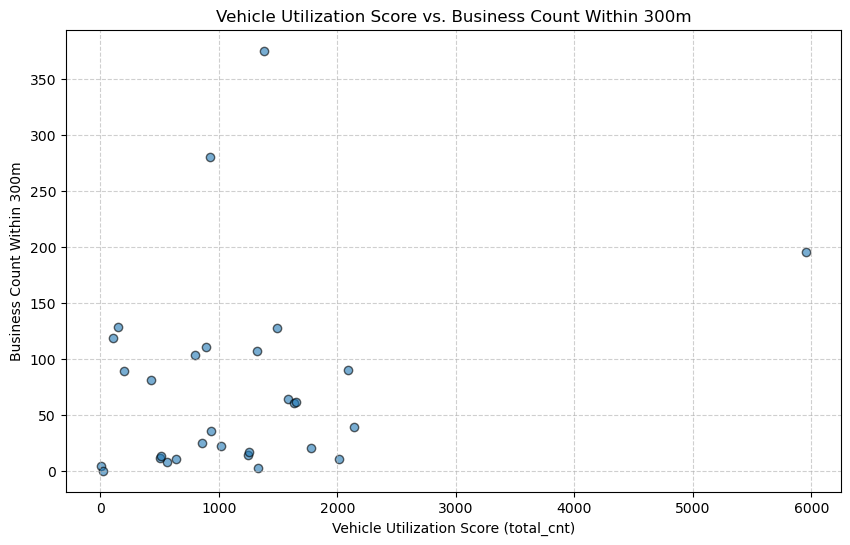 Vehicle Utilization Score vs. Business Count Within 300m
Business Count Within 300m
350
300
250
200
150
100
50
0
0 1000 2000 3000 4000 5000 6000
Vehicle Utilization Score (total_cnt)